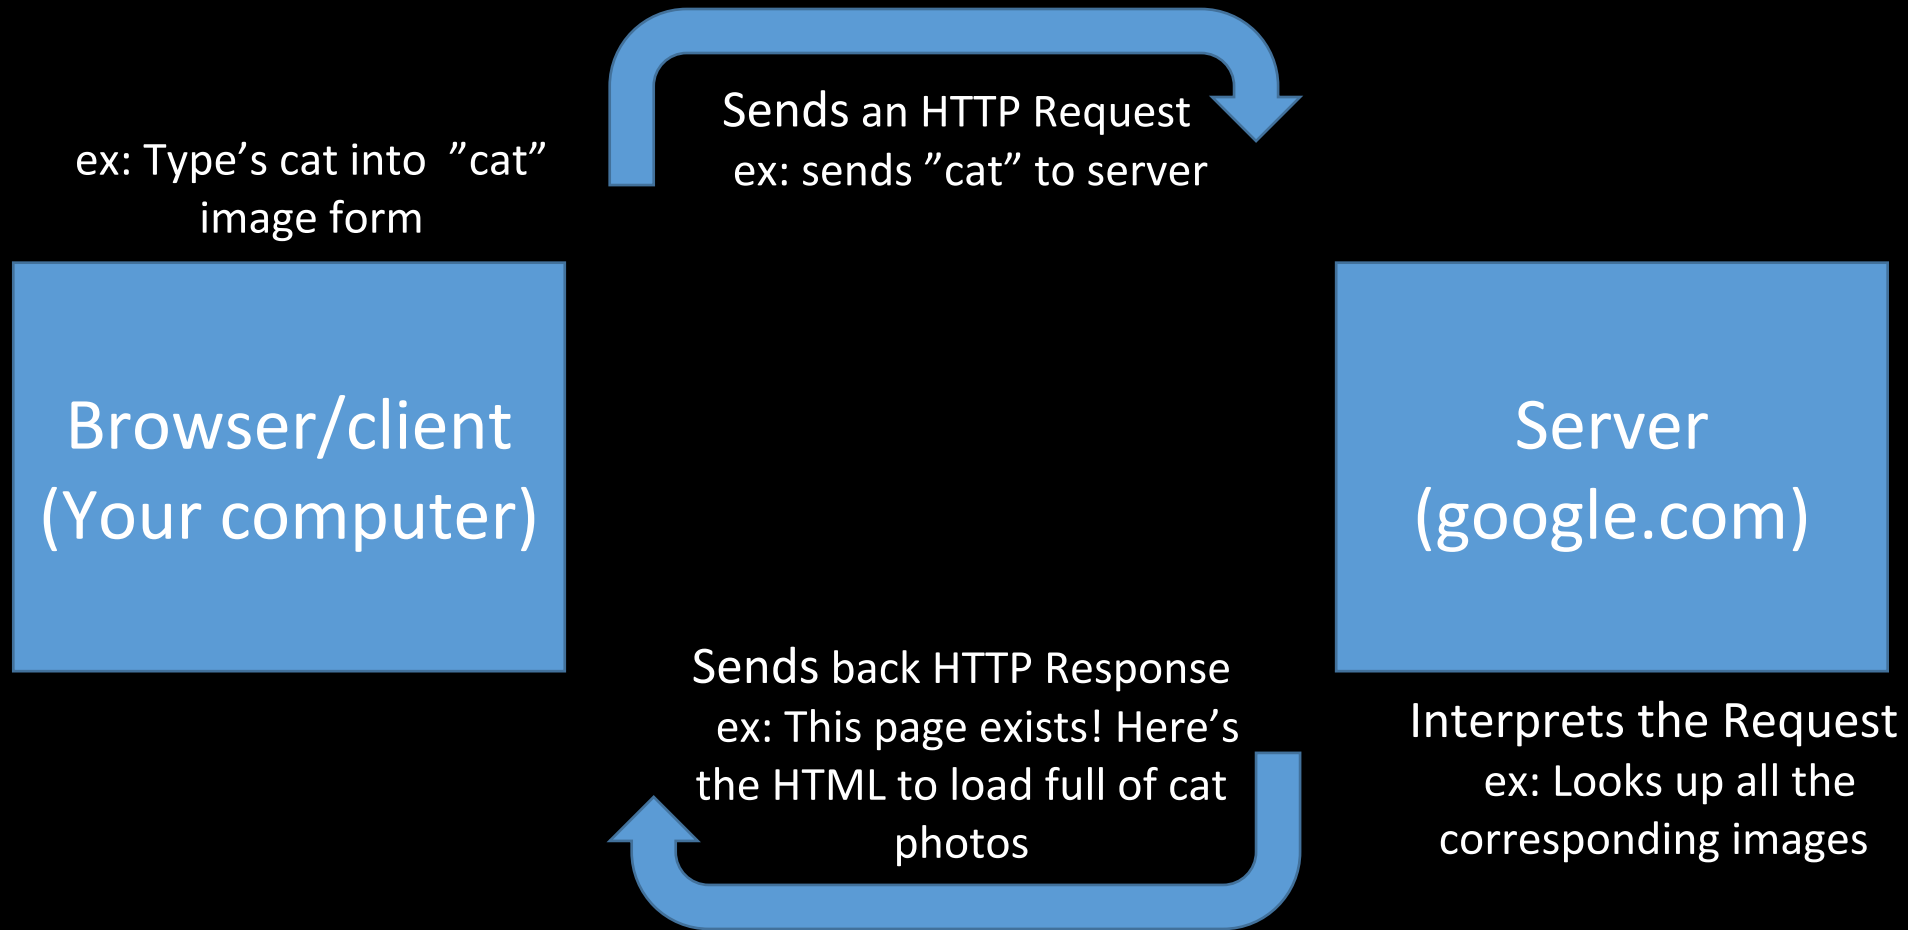 ex: Type’s cat into ”cat”
image form
Browser/client
(Your computer)
Sends an HTTP Request
ex: sends ”cat” to server
Server
(google.com)
Interprets the Request
ex: Looks up all the
corresponding images
Sends back HTTP Response
ex: This page exists! Here’s
the HTML to load full of cat
photos